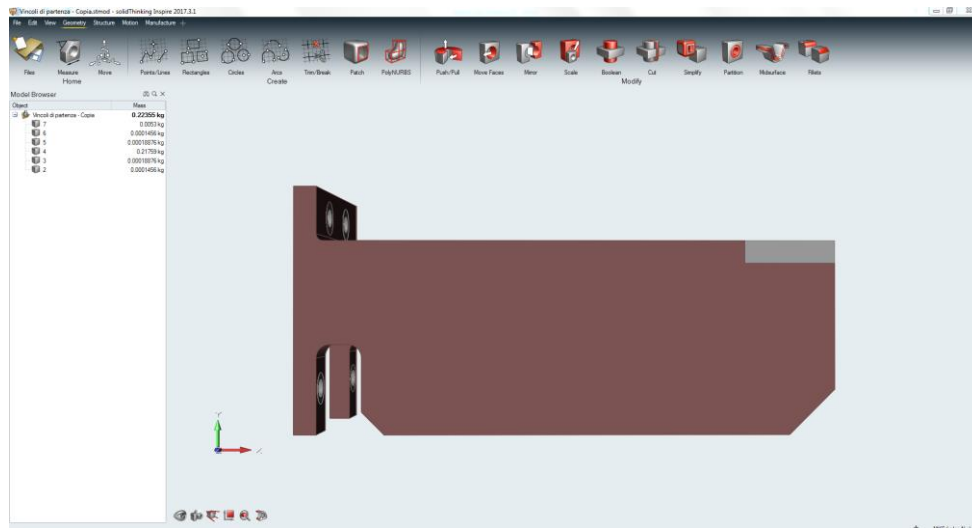 Vincoli di partenza - Copia.stmod - solidThinking Inspire 2017.3.1
File Edit View Geometry Structure Motion Manufacture +
Files Measure Move Points/Lines Rectangles Circles Arcs Trim/Break Patch PolyNURBS Push/Pull Move Faces Mirror Scale Boolean Cut Simplify Partition Midsurface Fillets
Home Create Modify
Model Browser
Object Mass
Vincoli di partenza - Copia 0.22355 kg
7 0.0053 kg
6 0.0001456 kg
5 0.00018876 kg
4 0.21759 kg
3 0.00018876 kg
2 0.0001456 kg
Y